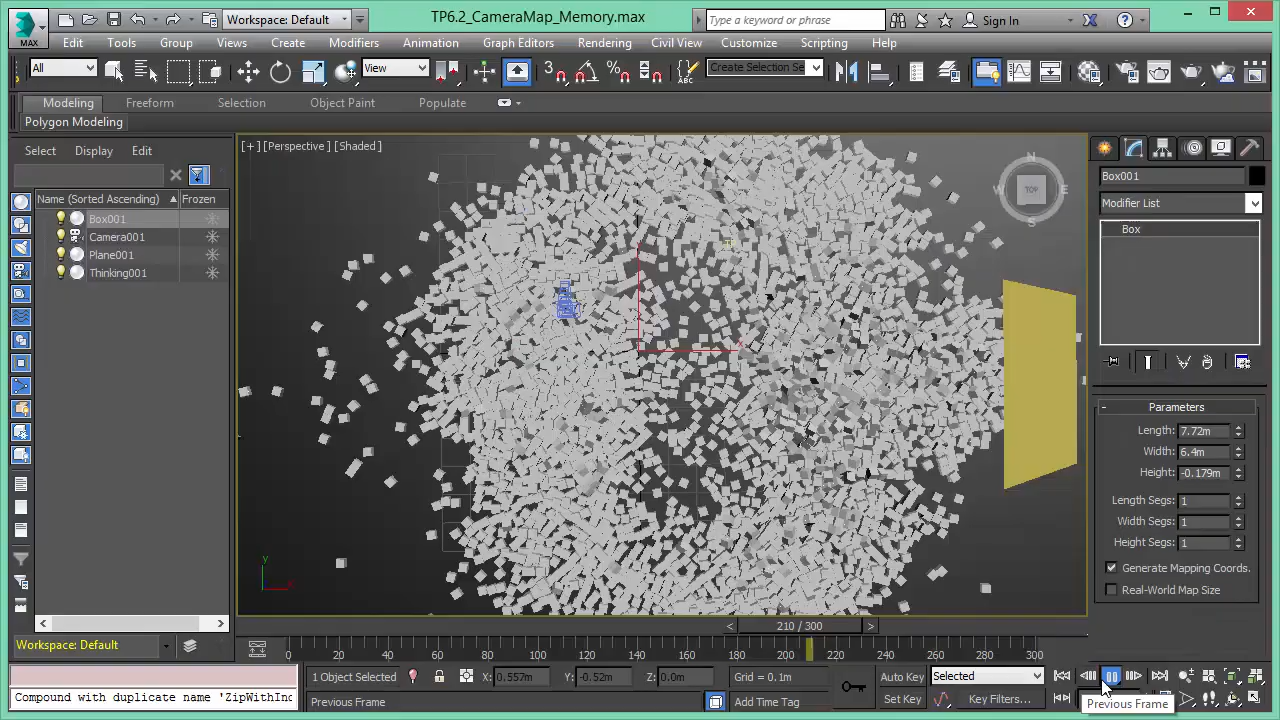 MAX
Workspace: Default
TP6.2_CameraMap_Memory.max
Type a keyword or phrase
Sign In
Edit Tools Group Views Create Modifiers Animation Graph Editors Rendering Civil View Customize Scripting Help
All
View
3
%
Create Selection Se
Modeling Freeform Selection Object Paint Populate
Polygon Modeling
Select Display Edit
Name (Sorted Ascending) Frozen
Box001
Camera001
Plane001
Thinking001
[+] [Perspective] [Shaded]
N
W TOP E
S
y
x
Box001
Modifier List
Box
- Parameters
Length: 7.72m
Width: 6.4m
Height: -0.179m
Length Segs: 1
Width Segs: 1
Height Segs: 1
Generate Mapping Coords.
Real-World Map Size
< 210 / 300 >
0 20 40 60 80 100 120 140 160 180 200 220 240 260 280 300
Workspace: Default
Compound with duplicate name 'ZipWithInd
1 Object Selected
X: 0.557m Y: -0.52m Z: 0.0m
Grid = 0.1m
Auto Key Selected
Previous Frame
Add Time Tag
Set Key Key Filters...
Previous Frame